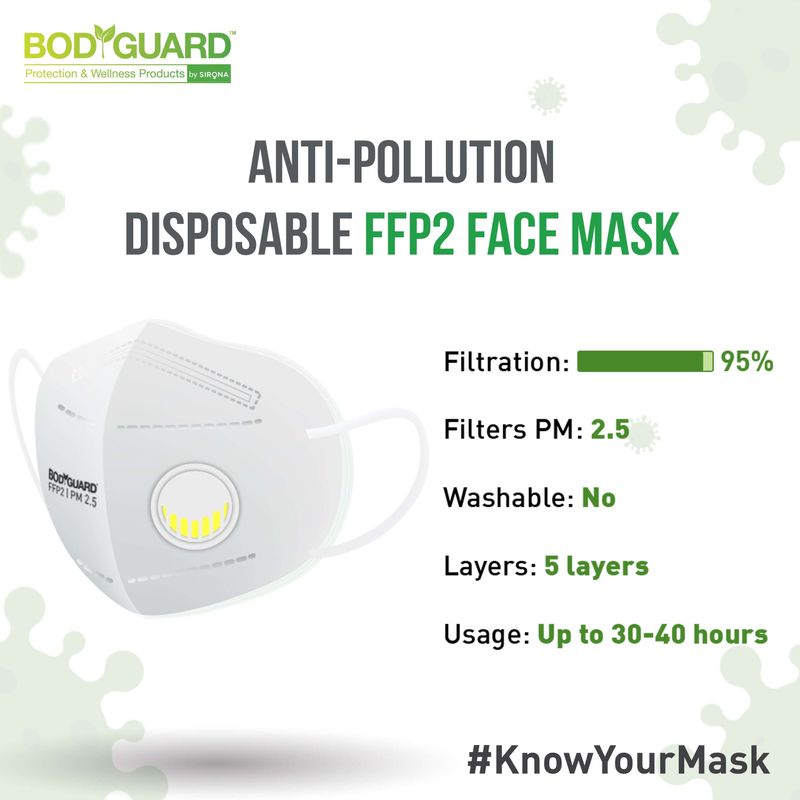 BODYGUARD™
Protection & Wellness Products by SIRONA
ANTI-POLLUTION
DISPOSABLE FFP2 FACE MASK
Filtration: 95%
Filters PM: 2.5
BODYGUARD
FFP2 | PM 2.5
Washable: No
Layers: 5 layers
Usage: Up to 30-40 hours
#KnowYourMask